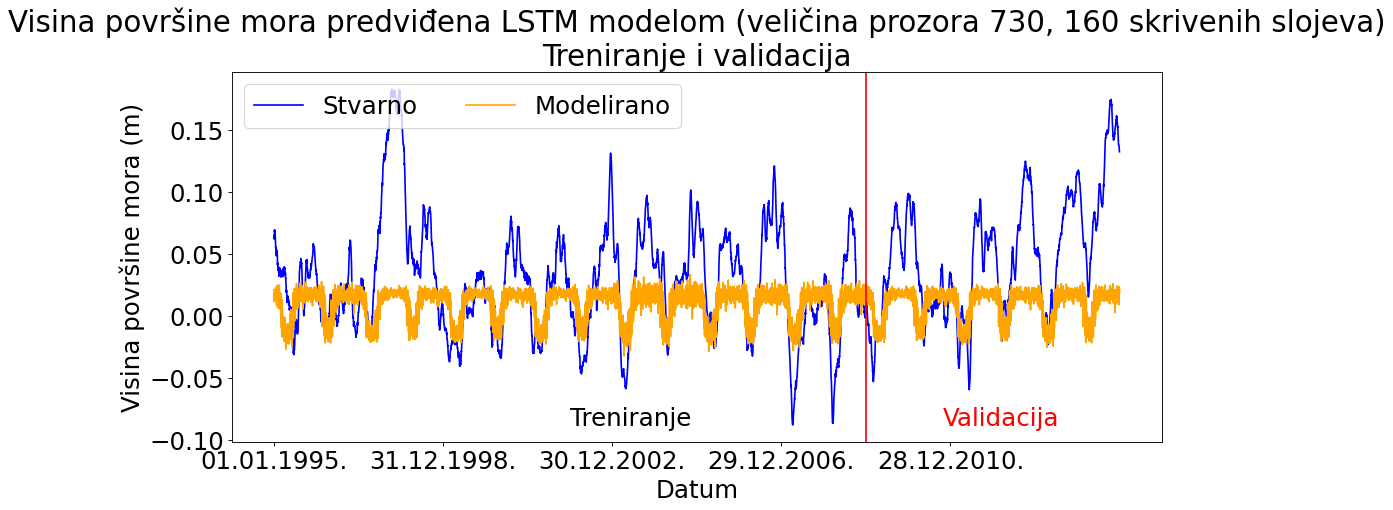 Visina površine mora predviđena LSTM modelom (veličina prozora 730, 160 skrivenih slojeva)
Treniranje i validacija
Stvarno
Modelirano
Visina površine mora (m)
0.15
0.10
0.05
0.00
−0.05
−0.10
Treniranje
Validacija
01.01.1995.
31.12.1998.
30.12.2002.
29.12.2006.
28.12.2010.
Datum